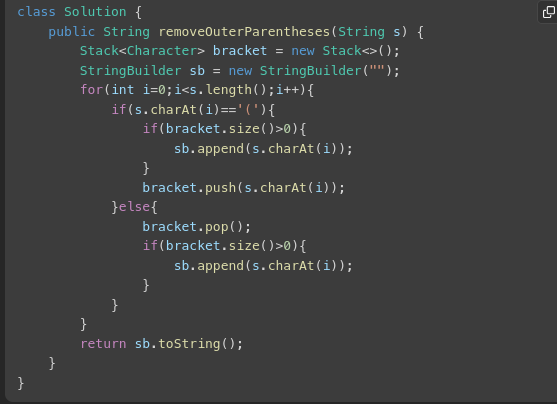 class Solution {
    public String removeOuterParentheses(String s) {
        Stack<Character> bracket = new Stack<>();
        StringBuilder sb = new StringBuilder("");
        for(int i=0;i<s.length();i++){
            if(s.charAt(i)=='('){
                if(bracket.size()>0){
                    sb.append(s.charAt(i));
                }
                bracket.push(s.charAt(i));
            }else{
                bracket.pop();
                if(bracket.size()>0){
                    sb.append(s.charAt(i));
                }
            }
        }
        return sb.toString();
    }
}